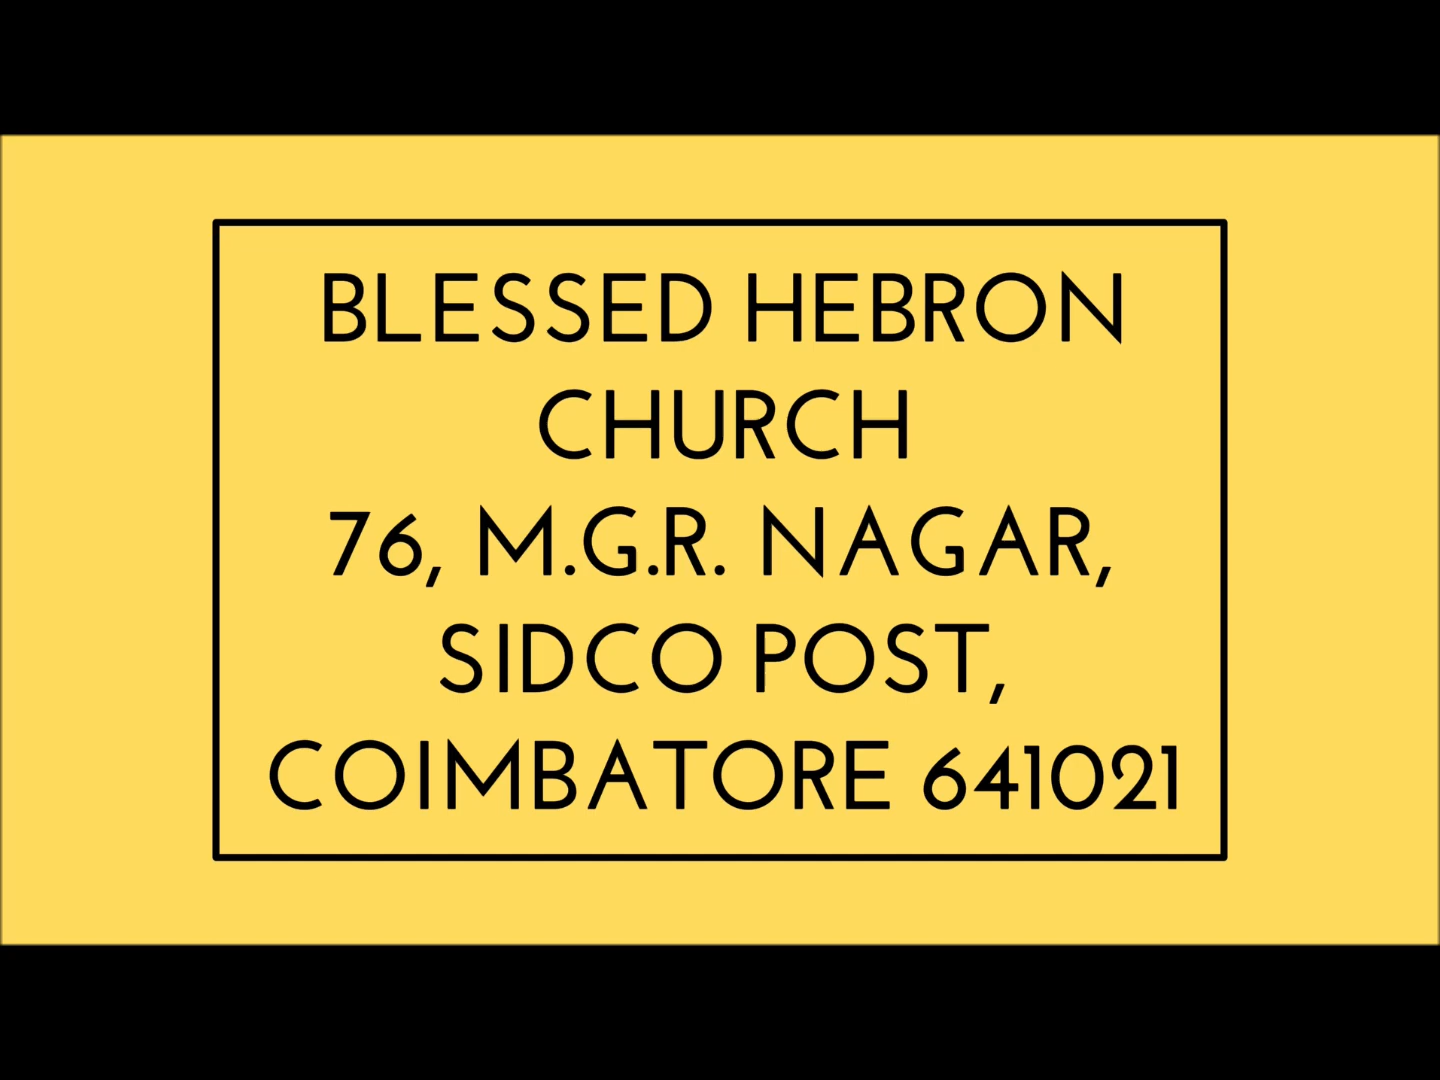 BLESSED HEBRON
CHURCH
76, M.G.R. NAGAR,
SIDCO POST,
COIMBATORE 641021